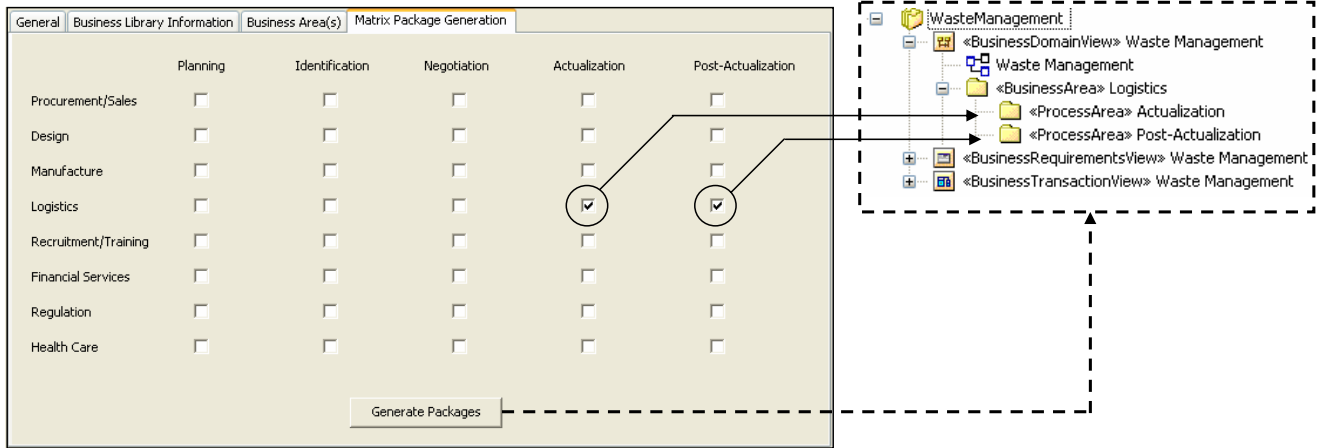 General Business Library Information Business Area(s) Matrix Package Generation
Planning Identification Negotiation Actualization Post-Actualization
Procurement/Sales
Design
Manufacture
Logistics
Recruitment/Training
Financial Services
Regulation
Health Care
Generate Packages
WasteManagement
«BusinessDomainView» Waste Management
Waste Management
«BusinessArea» Logistics
«ProcessArea» Actualization
«ProcessArea» Post-Actualization
«BusinessRequirementsView» Waste Management
«BusinessTransactionView» Waste Management